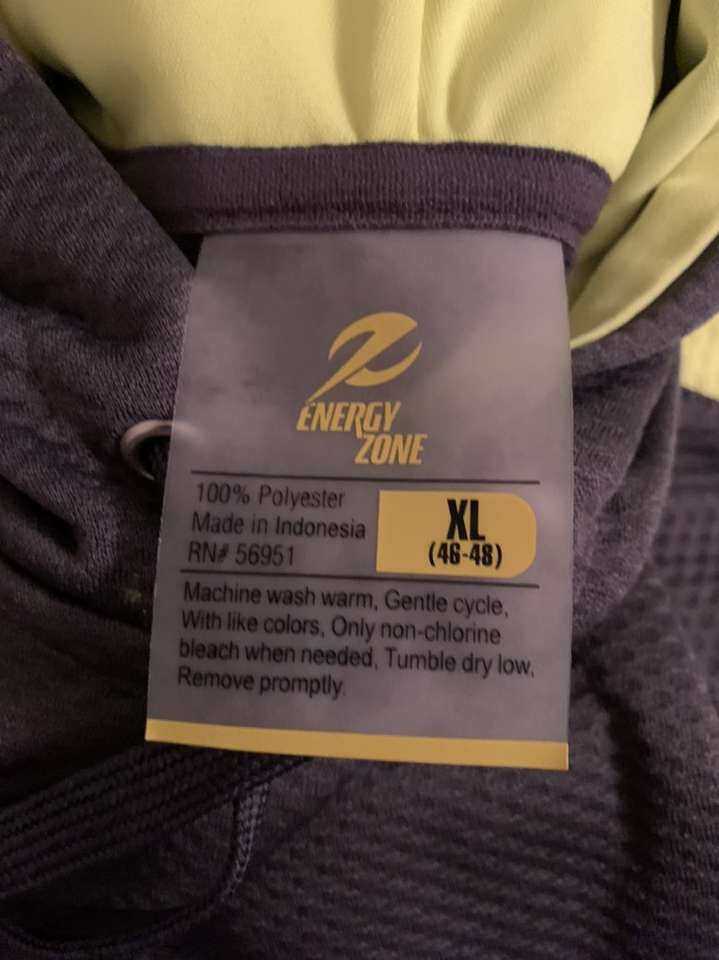 ENERGY
ZONE
100% Polyester
Made in Indonesia
RN# 56951
XL
(46-48)
Machine wash warm, Gentle cycle,
With like colors, Only non-chlorine
bleach when needed, Tumble dry low,
Remove promptly.